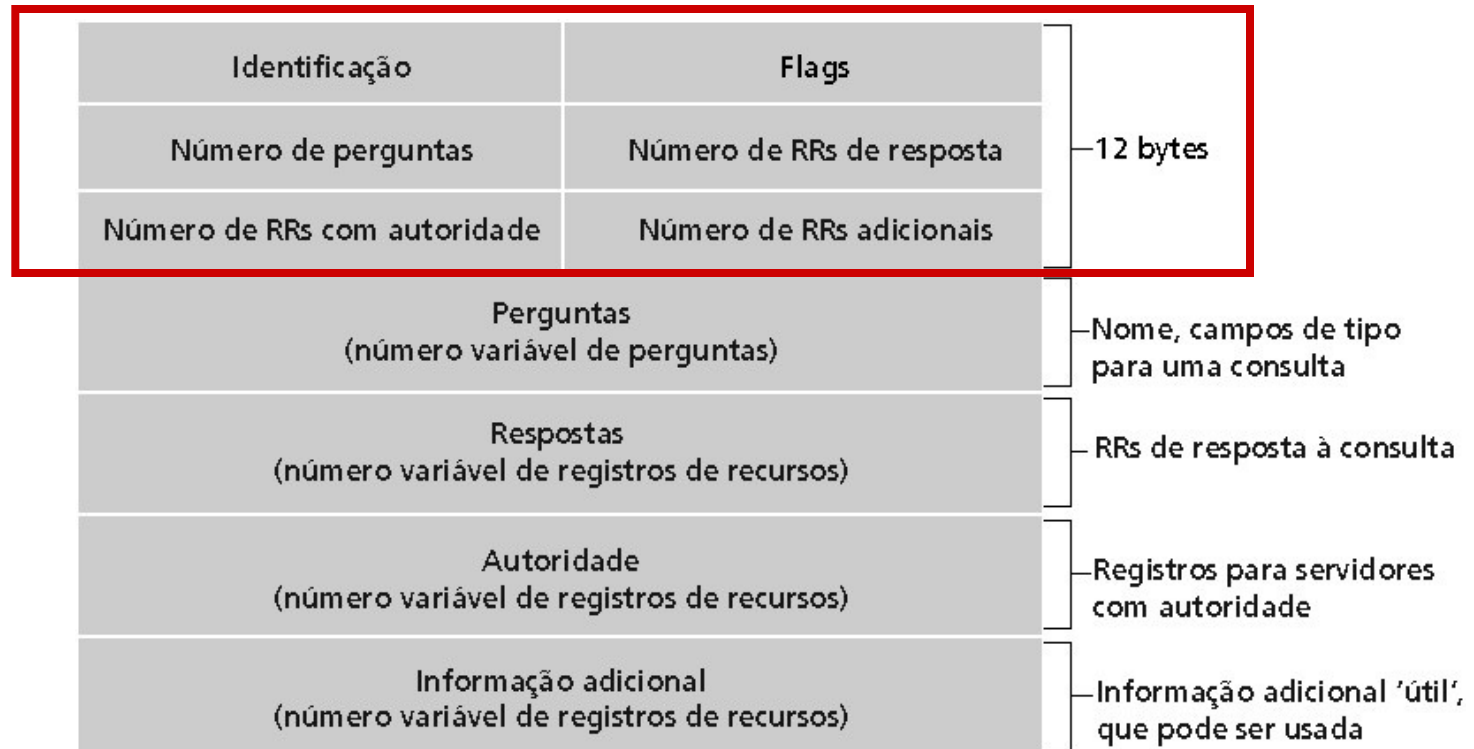 Identificação
Flags
Número de perguntas
Número de RRs de resposta
12 bytes
Número de RRs com autoridade
Número de RRs adicionais
Perguntas
(número variável de perguntas)
Nome, campos de tipo
para uma consulta
Respostas
(número variável de registros de recursos)
RRs de resposta à consulta
Autoridade
(número variável de registros de recursos)
Registros para servidores
com autoridade
Informação adicional
(número variável de registros de recursos)
Informação adicional ‘útil’,
que pode ser usada